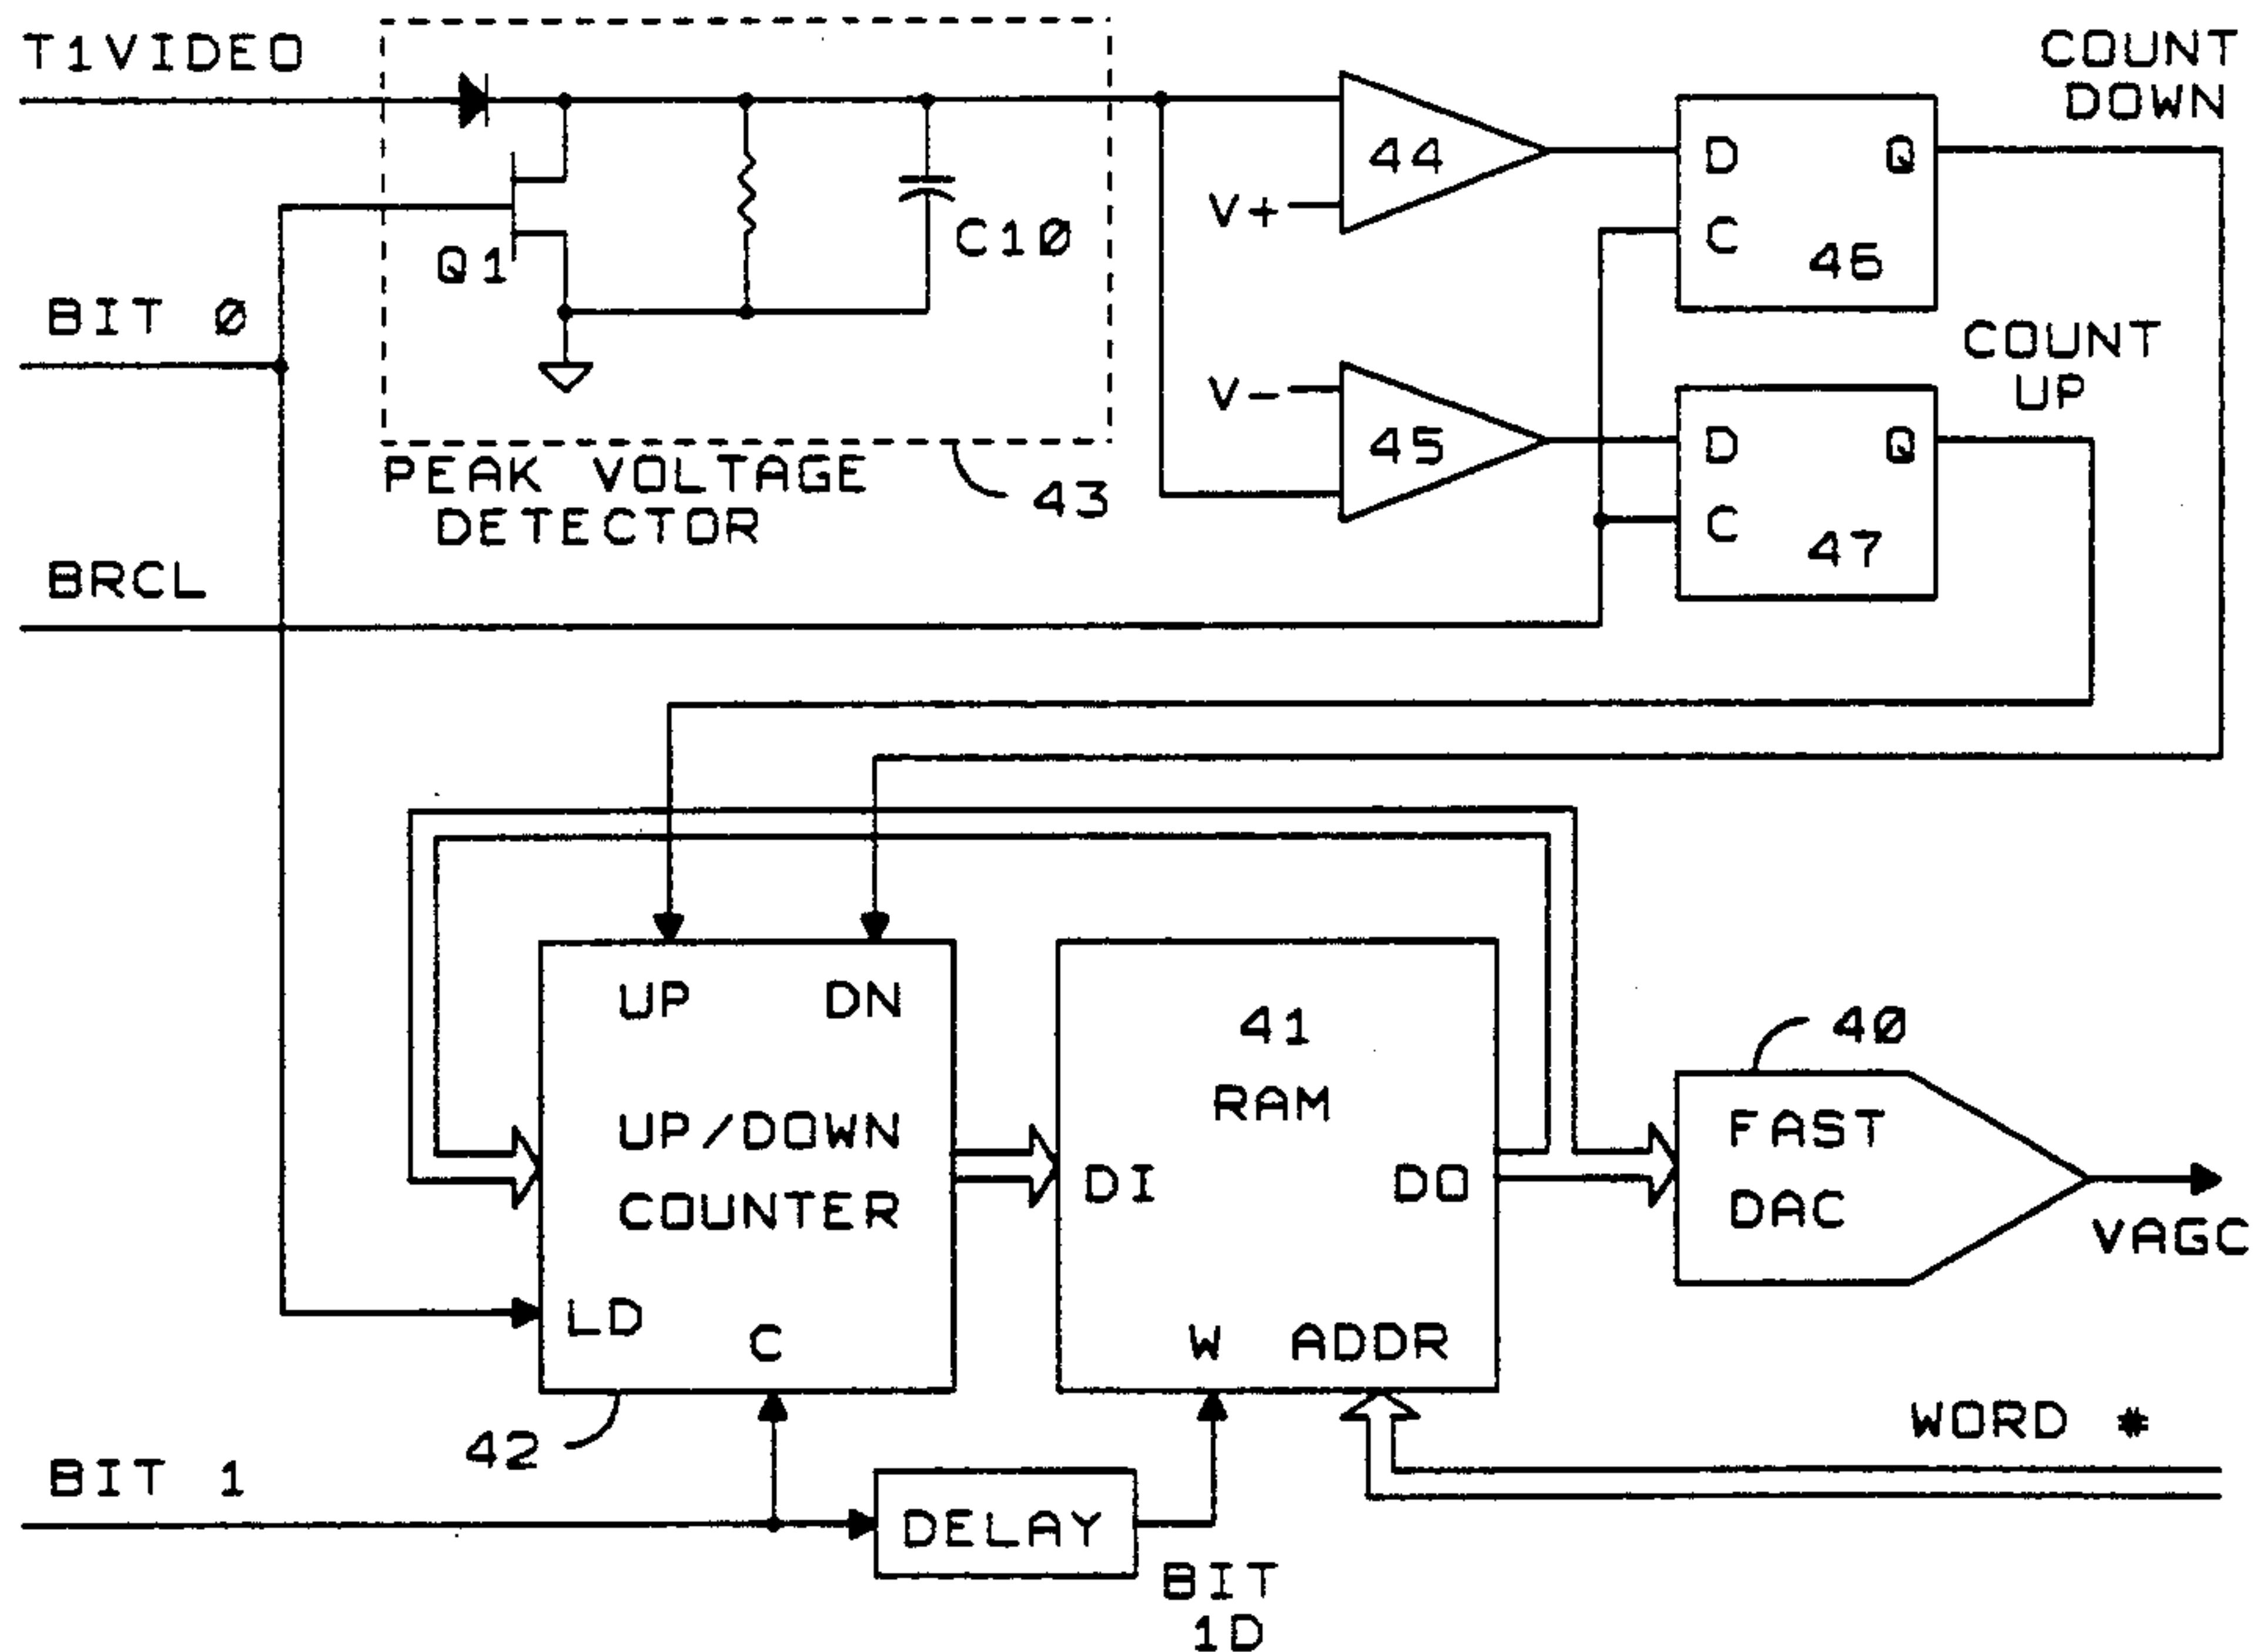 T1VIDEO
COUNT
DOWN
44
D
Q
V+
C10
C
46
Q1
BIT 0
COUNT
UP
V-
45
D
Q
PEAK VOLTAGE
DETECTOR
43
C
47
BRCL
UP
DN
41
40
RAM
FAST
UP/DOWN
DI
DO
DAC
COUNTER
VAGC
LD
C
W
ADDR
WORD #
42
BIT 1
DELAY
BIT
1D